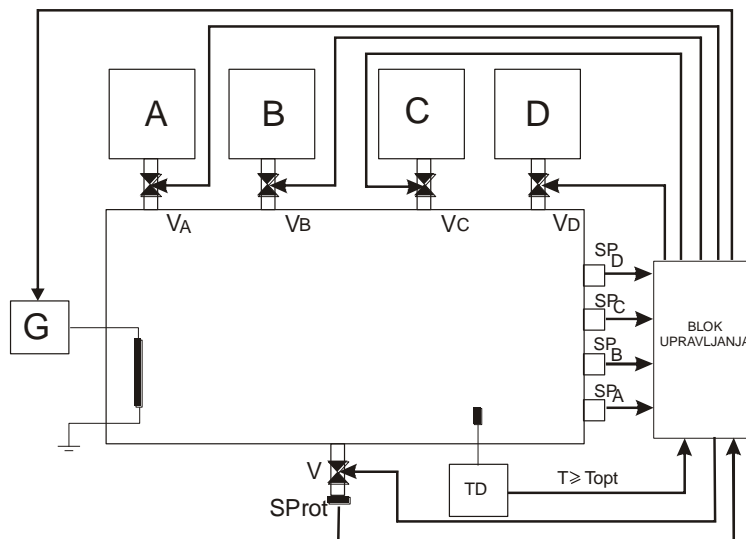 A
B
C
D
VA
VB
VC
VD
SPD
SPC
SPB
SPA
G
BLOK
UPRAVLJANJA
V
SProt
TD
T⩾Topt